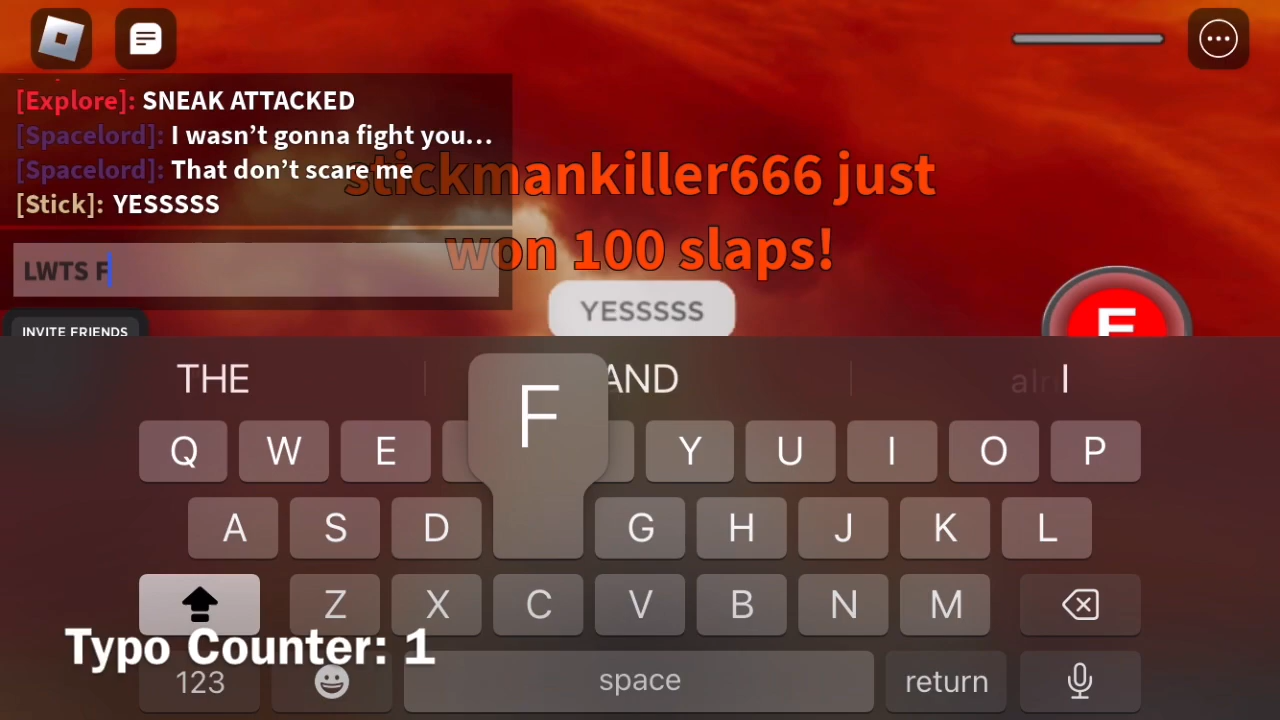 [Explore]: SNEAK ATTACKED
[Spacelord]: I wasn't gonna fight you...
[Spacelord]: That don't scare me
[Stick]: YESSSSS
stickmankiller666 just
won 100 slaps!
LWTS F
YESSSSS
INVITE FRIENDS
E
THE AND I
F
Q W E Y U I O P
A S D G H J K L
Z X C V B N M
Typo Counter: 1
123 space return